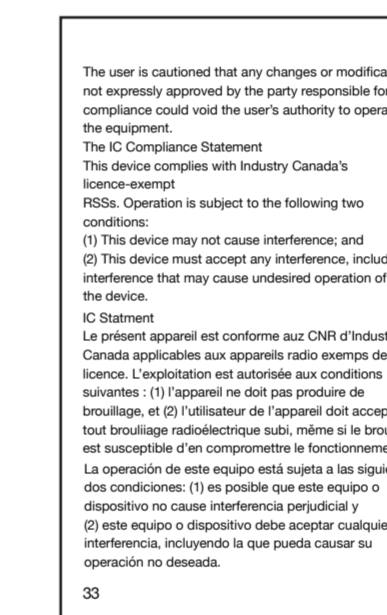 The user is cautioned that any changes or modifica
not expressly approved by the party responsible for
compliance could void the user's authority to opera
the equipment.
The IC Compliance Statement
This device complies with Industry Canada's
licence-exempt
RSSs. Operation is subject to the following two
conditions:
(1) This device may not cause interference; and
(2) This device must accept any interference, includ
interference that may cause undesired operation of
the device.
IC Statment
Le présent appareil est conforme auz CNR d'Indust
Canada applicables aux appareils radio exemps de
licence. L'exploitation est autorisée aux conditions
suivantes : (1) l'appareil ne doit pas produire de
brouillage, et (2) l'utilisateur de l'appareil doit accep
tout brouliiage radioélectrique subi, měme si le brou
est susceptible d'en compromettre le fonctionneme
La operación de este equipo está sujeta a las siguie
dos condiciones: (1) es posible que este equipo o
dispositivo no cause interferencia perjudicial y
(2) este equipo o dispositivo debe aceptar cualquie
interferencia, incluyendo la que pueda causar su
operación no deseada.
33